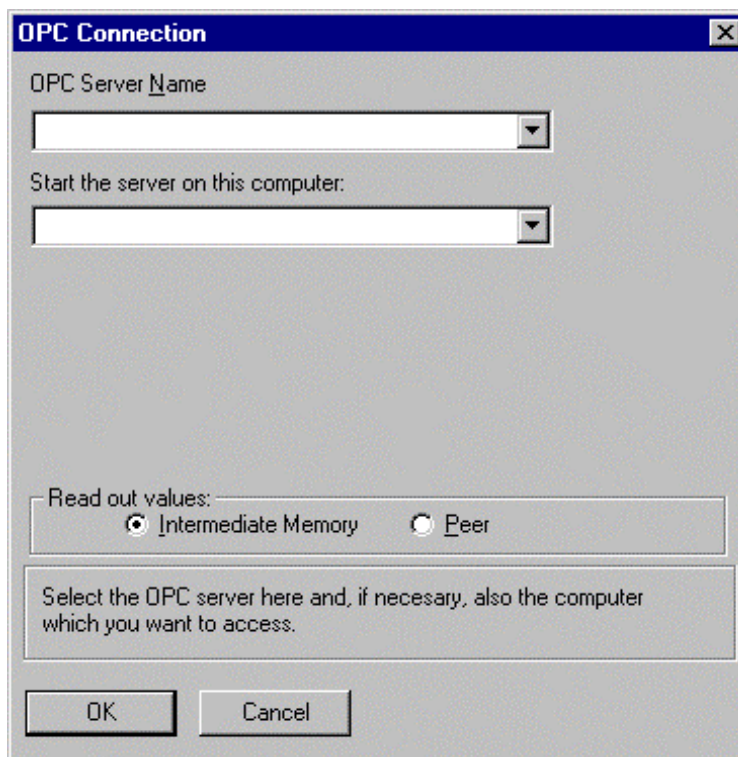 OPC Connection
OPC Server Name
Start the server on this computer:
Read out values:
Intermediate Memory Peer
Select the OPC server here and, if necesary, also the computer
which you want to access.
OK Cancel